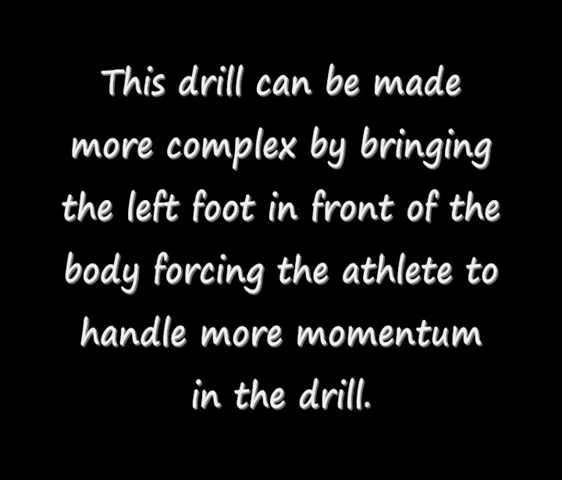 This drill can be made
more complex by bringing
the left foot in front of the
body forcing the athlete to
handle more momentum
in the drill.